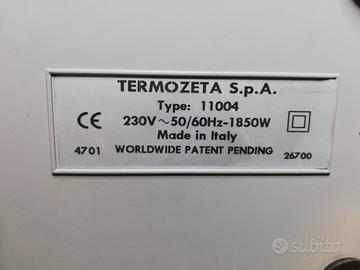 TERMOZETA S.p.A.
Type: 11004
CE 230V~50/60Hz-1850W
Made in Italy
4701 WORLDWIDE PATENT PENDING 26700
subito